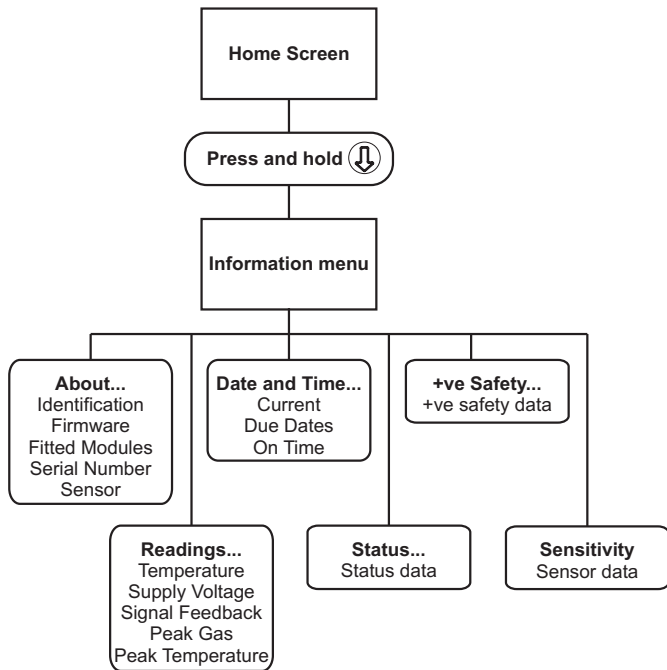 Home Screen
Press and hold
Information menu
About...
Identification
Firmware
Fitted Modules
Serial Number
Sensor
Date and Time...
Current
Due Dates
On Time
+ve Safety...
+ve safety data
Readings...
Temperature
Supply Voltage
Signal Feedback
Peak Gas
Peak Temperature
Status...
Status data
Sensitivity
Sensor data